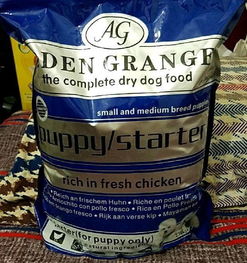 AG
DEN GRANGE
the complete dry dog food
small and medium breed puppies
puppy/starter
rich in fresh chicken
Reich an frischem Huhn • Riche en poulet
con pollo fresco • Rica en Pollo
fresco • Rijk aan verse kip •
(for puppy only)
natural